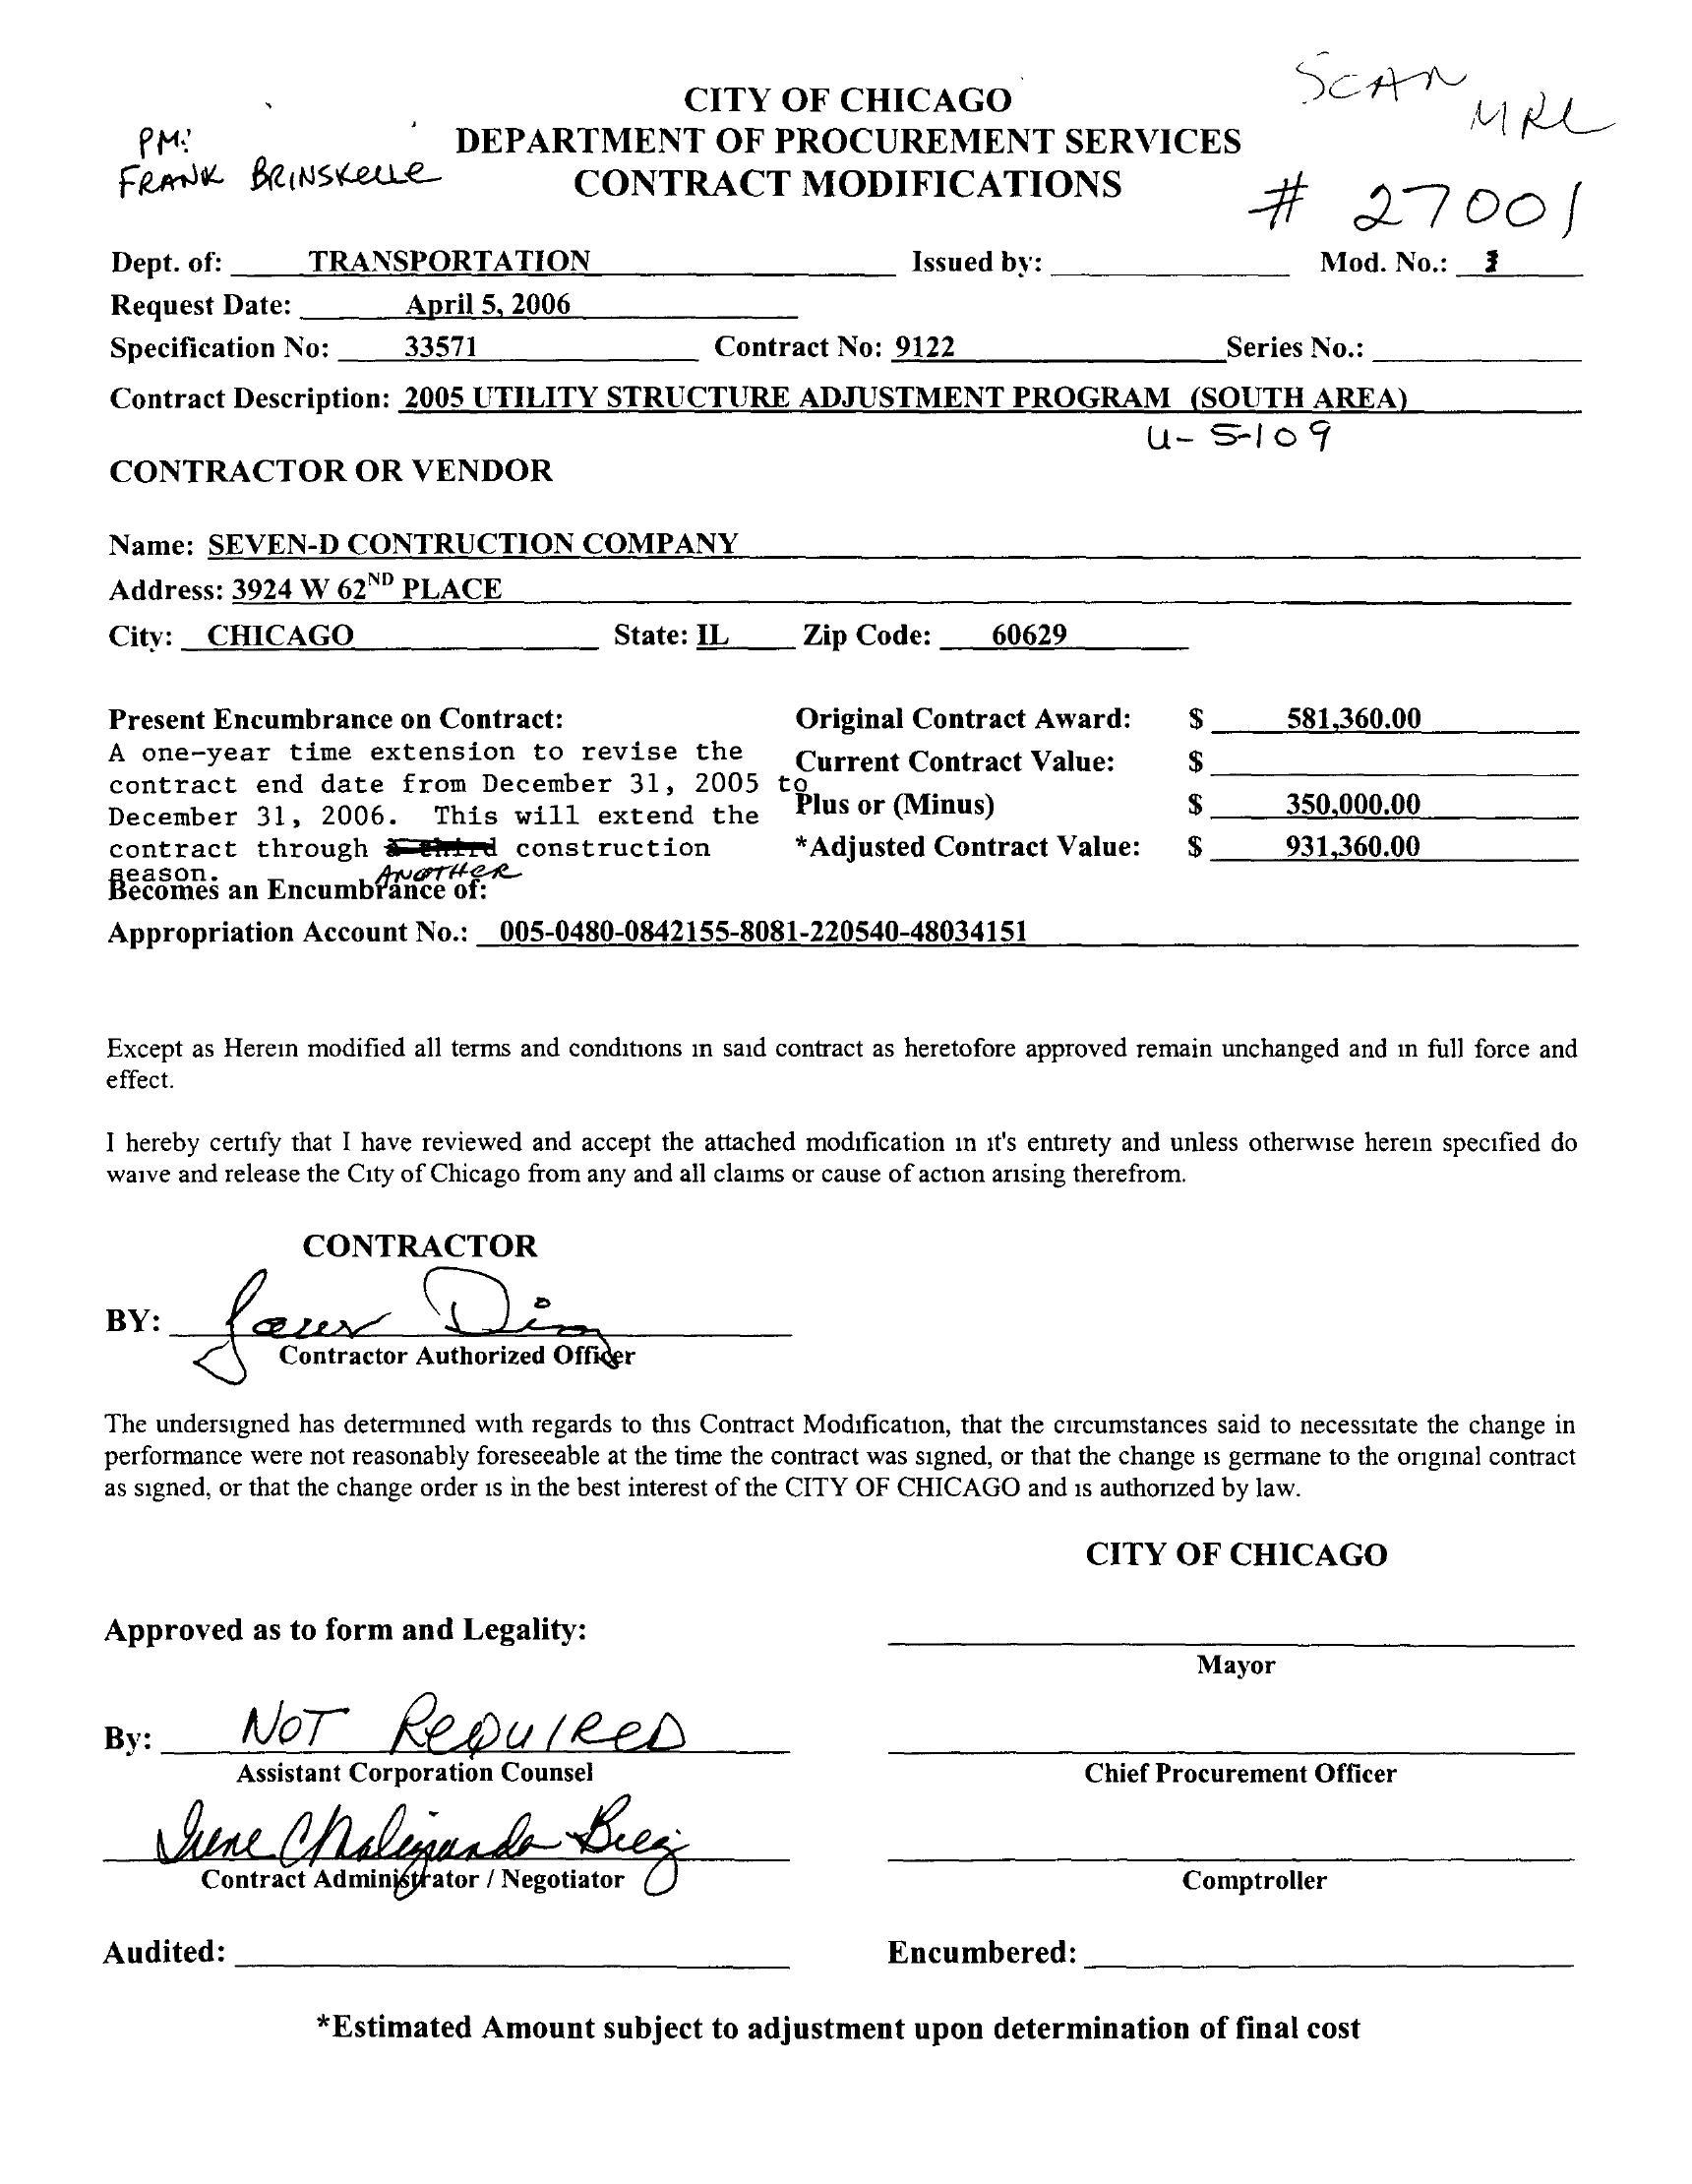 SCAN
MRL
CITY OF CHICAGO
PM:
DEPARTMENT OF PROCUREMENT SERVICES
FRANK BRINSKELLE
CONTRACT MODIFICATIONS
# 27001
Dept. of: TRANSPORTATION Issued by: Mod. No.:
Request Date: April 5, 2006
Specification No: 33571 Contract No: 9122 Series No.:
Contract Description: 2005 UTILITY STRUCTURE ADJUSTMENT PROGRAM (SOUTH AREA)
U-5-109
CONTRACTOR OR VENDOR
Name: SEVEN-D CONTRUCTION COMPANY
Address: 3924 W 62ND PLACE
City: CHICAGO State: IL Zip Code: 60629
Present Encumbrance on Contract: Original Contract Award: $ 581,360.00
A one-year time extension to revise the
Current Contract Value: $
contract end date from December 31, 2005 to
December 31, 2006. This will extend the Plus or (Minus) $ 350,000.00
contract through a third construction *Adjusted Contract Value: $ 931,360.00
season. ANOTHER
Becomes an Encumbrance of:
Appropriation Account No.: 005-0480-0842155-8081-220540-48034151
Except as Herein modified all terms and conditions in said contract as heretofore approved remain unchanged and in full force and
effect.
I hereby certify that I have reviewed and accept the attached modification in it's entirety and unless otherwise herein specified do
waive and release the City of Chicago from any and all claims or cause of action arising therefrom.
CONTRACTOR
BY:
Contractor Authorized Officer
The undersigned has determined with regards to this Contract Modification, that the circumstances said to necessitate the change in
performance were not reasonably foreseeable at the time the contract was signed, or that the change is germane to the original contract
as signed, or that the change order is in the best interest of the CITY OF CHICAGO and is authorized by law.
CITY OF CHICAGO
Approved as to form and Legality:
Mayor
By: NOT REQUIRED
Assistant Corporation Counsel Chief Procurement Officer
Irene
Contract Administrator / Negotiator Comptroller
Audited: Encumbered:
*Estimated Amount subject to adjustment upon determination of final cost